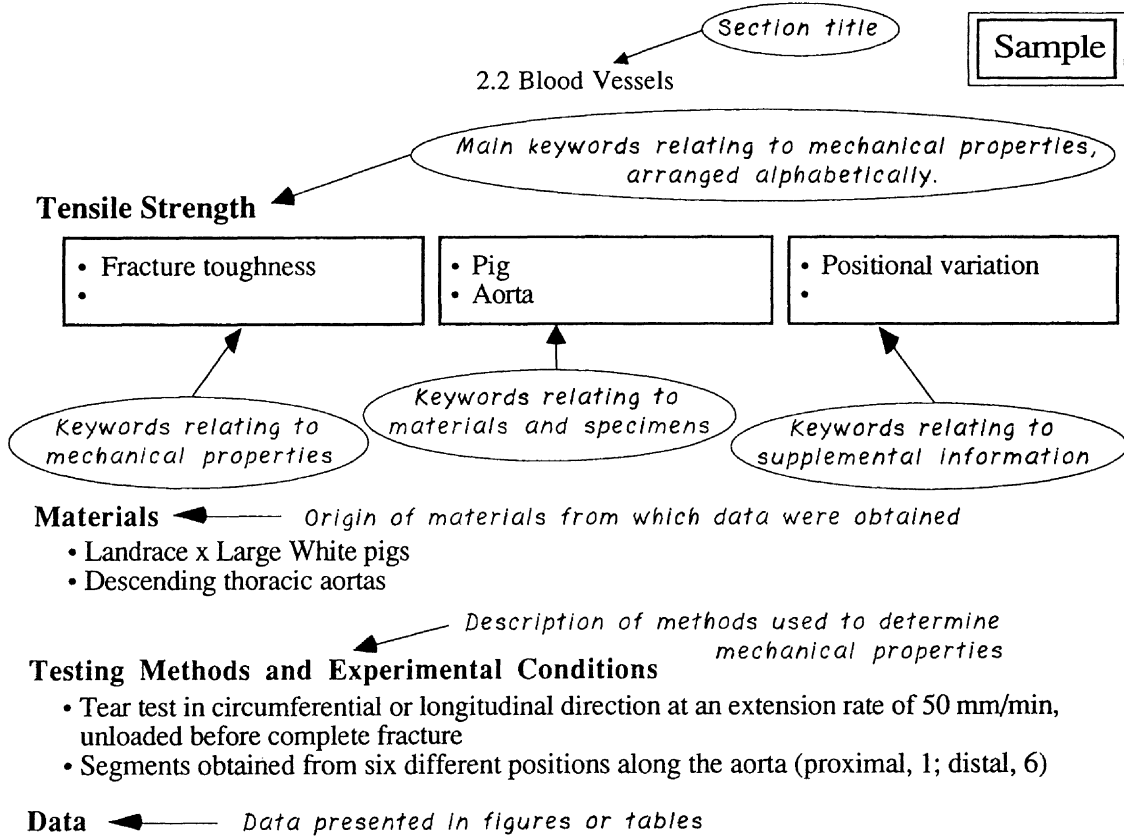 Section title
Sample
2.2 Blood Vessels
Main keywords relating to mechanical properties,
arranged alphabetically.
Tensile Strength
• Fracture toughness
•
• Pig
• Aorta
• Positional variation
•
Keywords relating to
mechanical properties
Keywords relating to
materials and specimens
Keywords relating to
supplemental information
Materials
Origin of materials from which data were obtained
• Landrace x Large White pigs
• Descending thoracic aortas
Description of methods used to determine
mechanical properties
Testing Methods and Experimental Conditions
• Tear test in circumferential or longitudinal direction at an extension rate of 50 mm/min,
unloaded before complete fracture
• Segments obtained from six different positions along the aorta (proximal, 1; distal, 6)
Data
Data presented in figures or tables